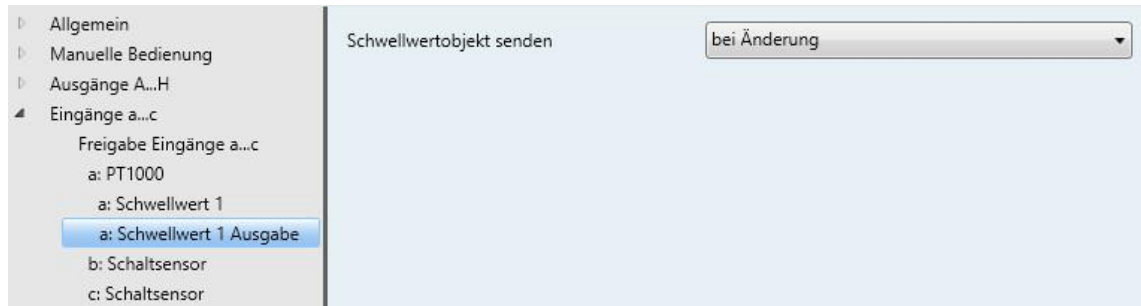 Allgemein
Manuelle Bedienung
Ausgänge A...H
Eingänge a...c
Freigabe Eingänge a...c
a: PT1000
a: Schwellwert 1
a: Schwellwert 1 Ausgabe
b: Schaltsensor
c: Schaltsensor
Schwellwertobjekt senden
bei Änderung